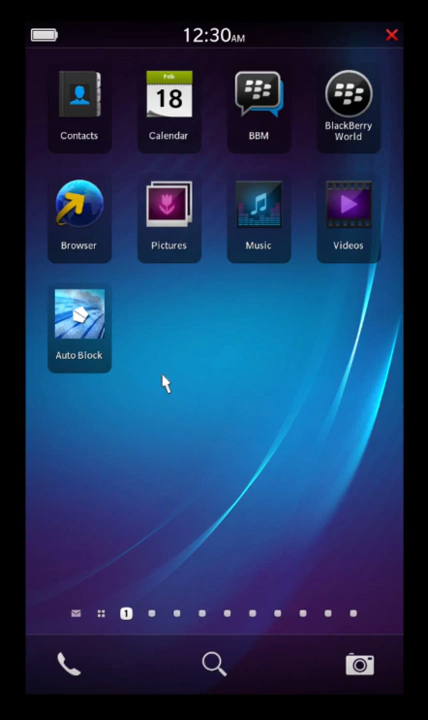 12:30AM
Contacts
Feb
18
Calendar
BBM
BlackBerry
World
Browser
Pictures
Music
Videos
Auto Block
1